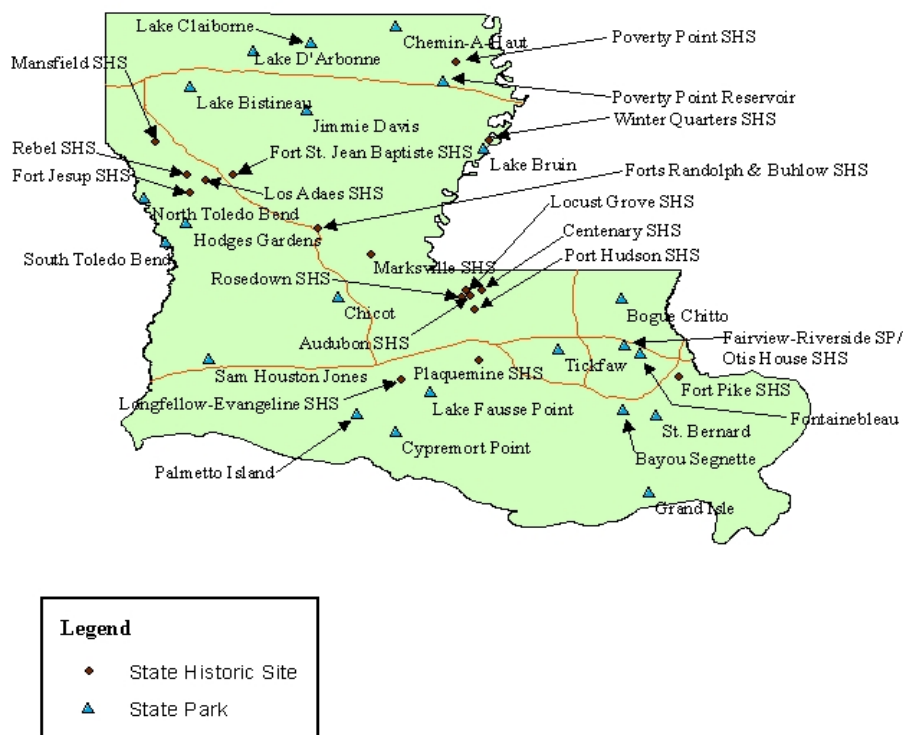 Lake Claiborne
Chemin-A-Haut
Poverty Point SHS
Lake D'Arbonne
Mansfield SHS
Lake Bistineau
Poverty Point Reservoir
Jimmie Davis
Winter Quarters SHS
Rebel SHS
Fort St. Jean Baptiste SHS
Lake Bruin
Fort Jesup SHS
Los Adaes SHS
Forts Randolph & Buhlow SHS
North Toledo Bend
Locust Grove SHS
Hodges Gardens
Centenary SHS
South Toledo Bend
Marksville SHS
Port Hudson SHS
Rosedown SHS
Chicot
Bogue Chitto
Audubon SHS
Fairview-Riverside SP/
Otis House SHS
Tickfaw
Sam Houston Jones
Plaquemine SHS
Fort Pike SHS
Longfellow-Evangeline SHS
Lake Fausse Point
Fontainebleau
St. Bernard
Cypremort Point
Bayou Segnette
Palmetto Island
Grand Isle
Legend
State Historic Site
State Park